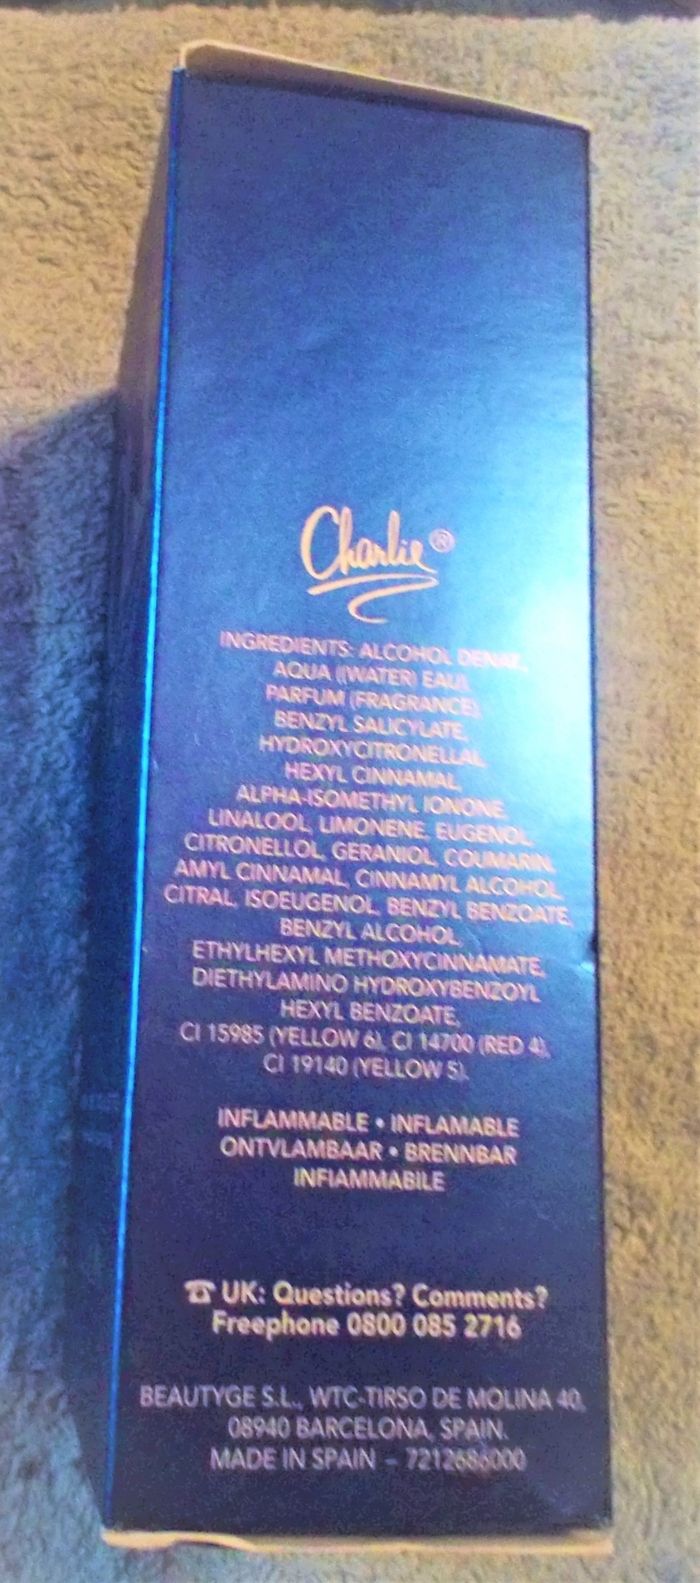 Charlie®
INGREDIENTS: ALCOHOL DENAT.,
AQUA ((WATER) EAU),
PARFUM (FRAGRANCE),
BENZYL SALICYLATE,
HYDROXYCITRONELLAL,
HEXYL CINNAMAL,
ALPHA-ISOMETHYL IONONE,
LINALOOL, LIMONENE, EUGENOL,
CITRONELLOL, GERANIOL, COUMARIN,
AMYL CINNAMAL, CINNAMYL ALCOHOL,
CITRAL, ISOEUGENOL, BENZYL BENZOATE,
BENZYL ALCOHOL,
ETHYLHEXYL METHOXYCINNAMATE,
DIETHYLAMINO HYDROXYBENZOYL
HEXYL BENZOATE,
CI 15985 (YELLOW 6), CI 14700 (RED 4),
CI 19140 (YELLOW 5).
INFLAMMABLE • INFLAMABLE
ONTVLAMBAAR • BRENNBAR
INFIAMMABILE
☎ UK: Questions? Comments?
Freephone 0800 085 2716
BEAUTYGE S.L., WTC-TIRSO DE MOLINA 40,
08940 BARCELONA, SPAIN.
MADE IN SPAIN – 7212686000